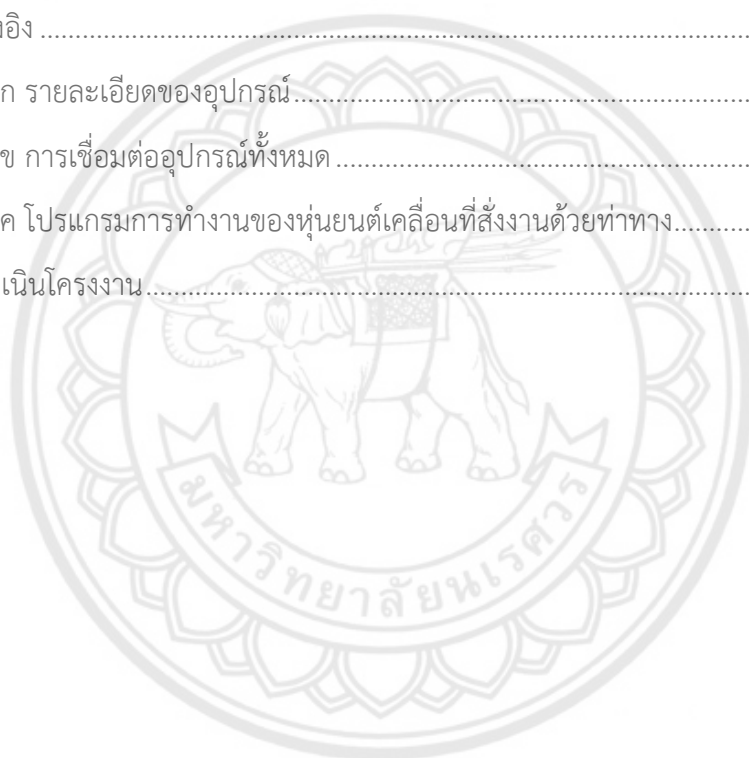 งอิง ........................................................................................................
ก รายละเอียดของอุปกรณ์ ....................................................................
ข การเชื่อมต่ออุปกรณ์ทั้งหมด ..............................................................
ค โปรแกรมการทำงานของหุ่นยนต์เคลื่อนที่สั่งงานด้วยท่าทาง...........
เนินโครงงาน ..........................................................................................
มหาวิทยาลัยนเรศวร